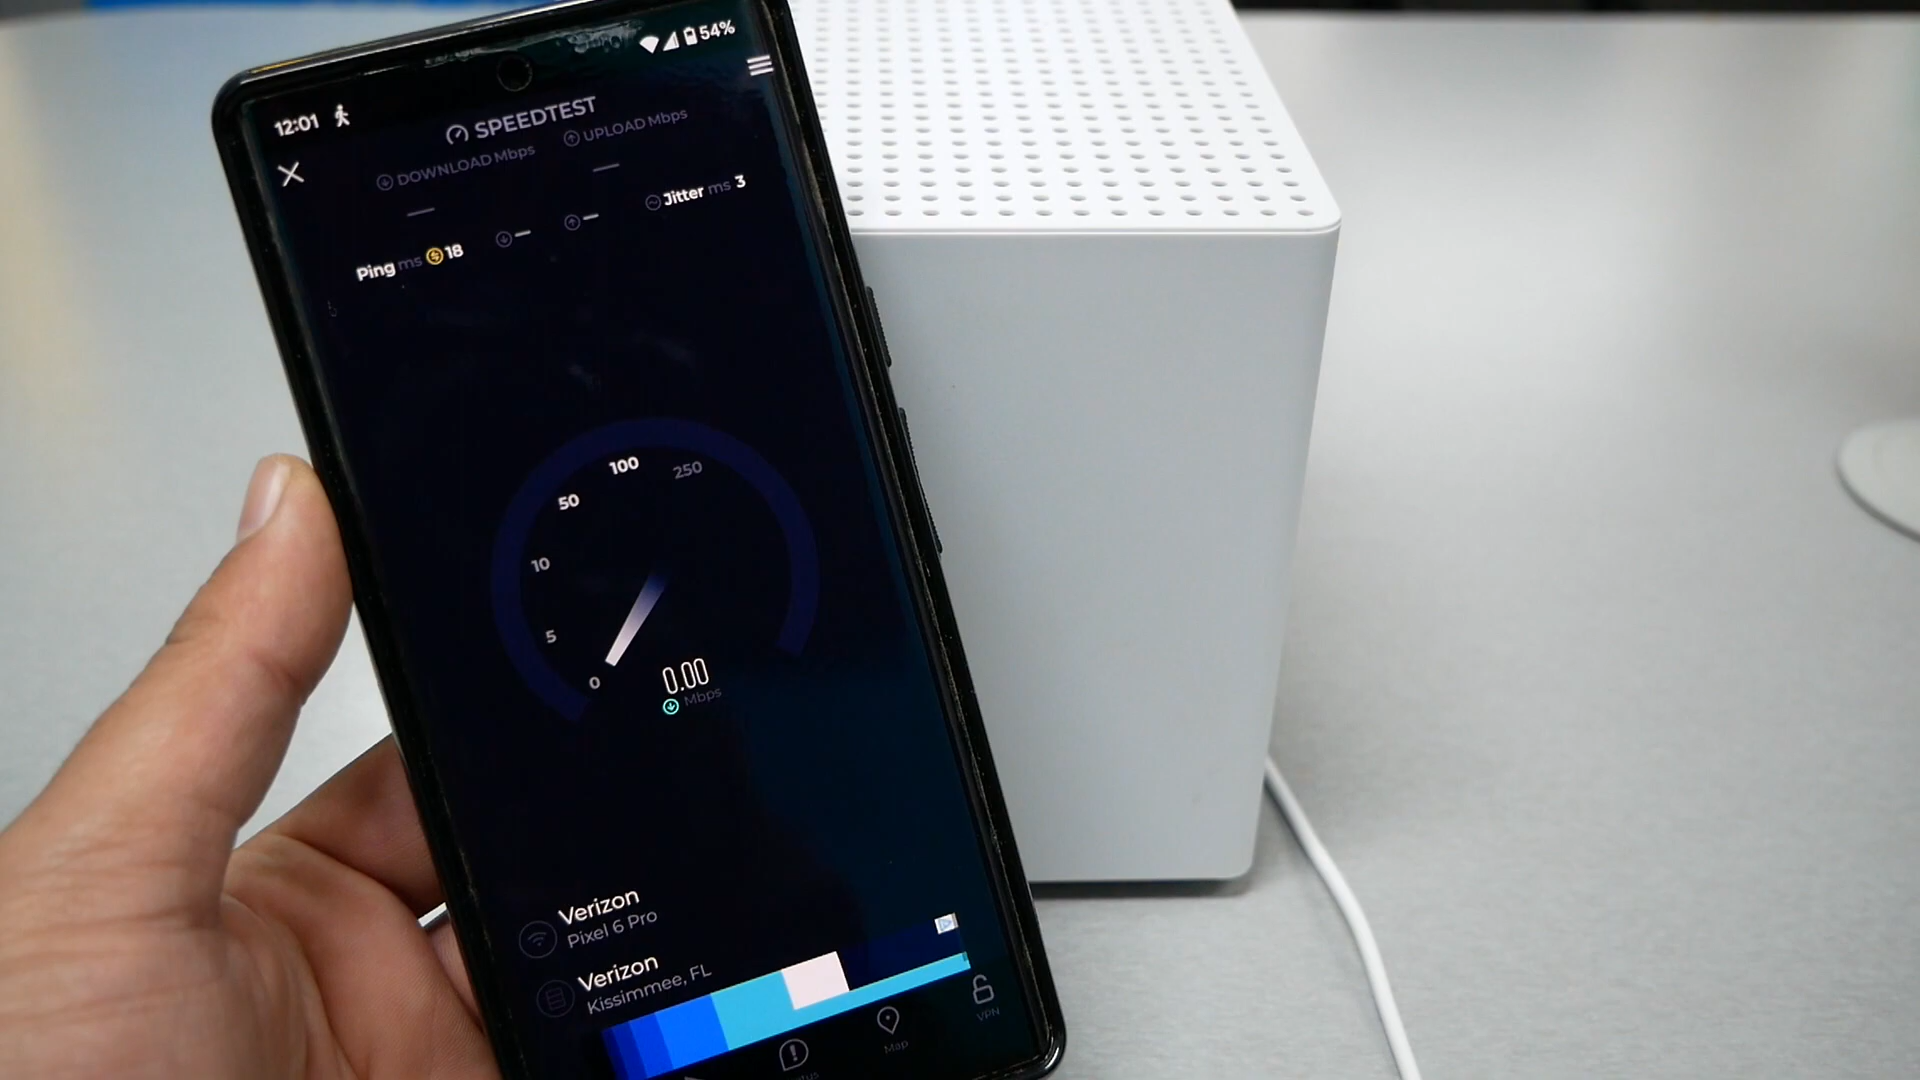 54%
12:01
SPEEDTEST
DOWNLOAD Mbps
UPLOAD Mbps
—
—
Ping ms 18
—
—
Jitter ms 3
0
5
10
50
100
250
0.00
Mbps
Verizon
Pixel 6 Pro
Verizon
Kissimmee, FL
Map
VPN